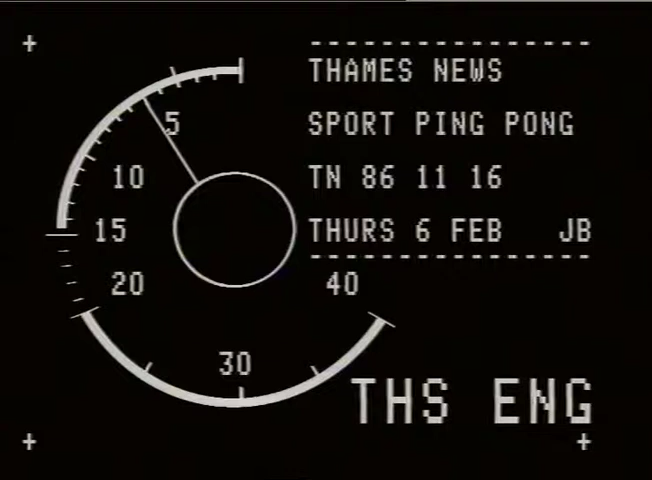 THAMES NEWS
SPORT PING PONG
TN 86 11 16
THURS 6 FEB JB
5
10
15
20
30
40
THS ENG